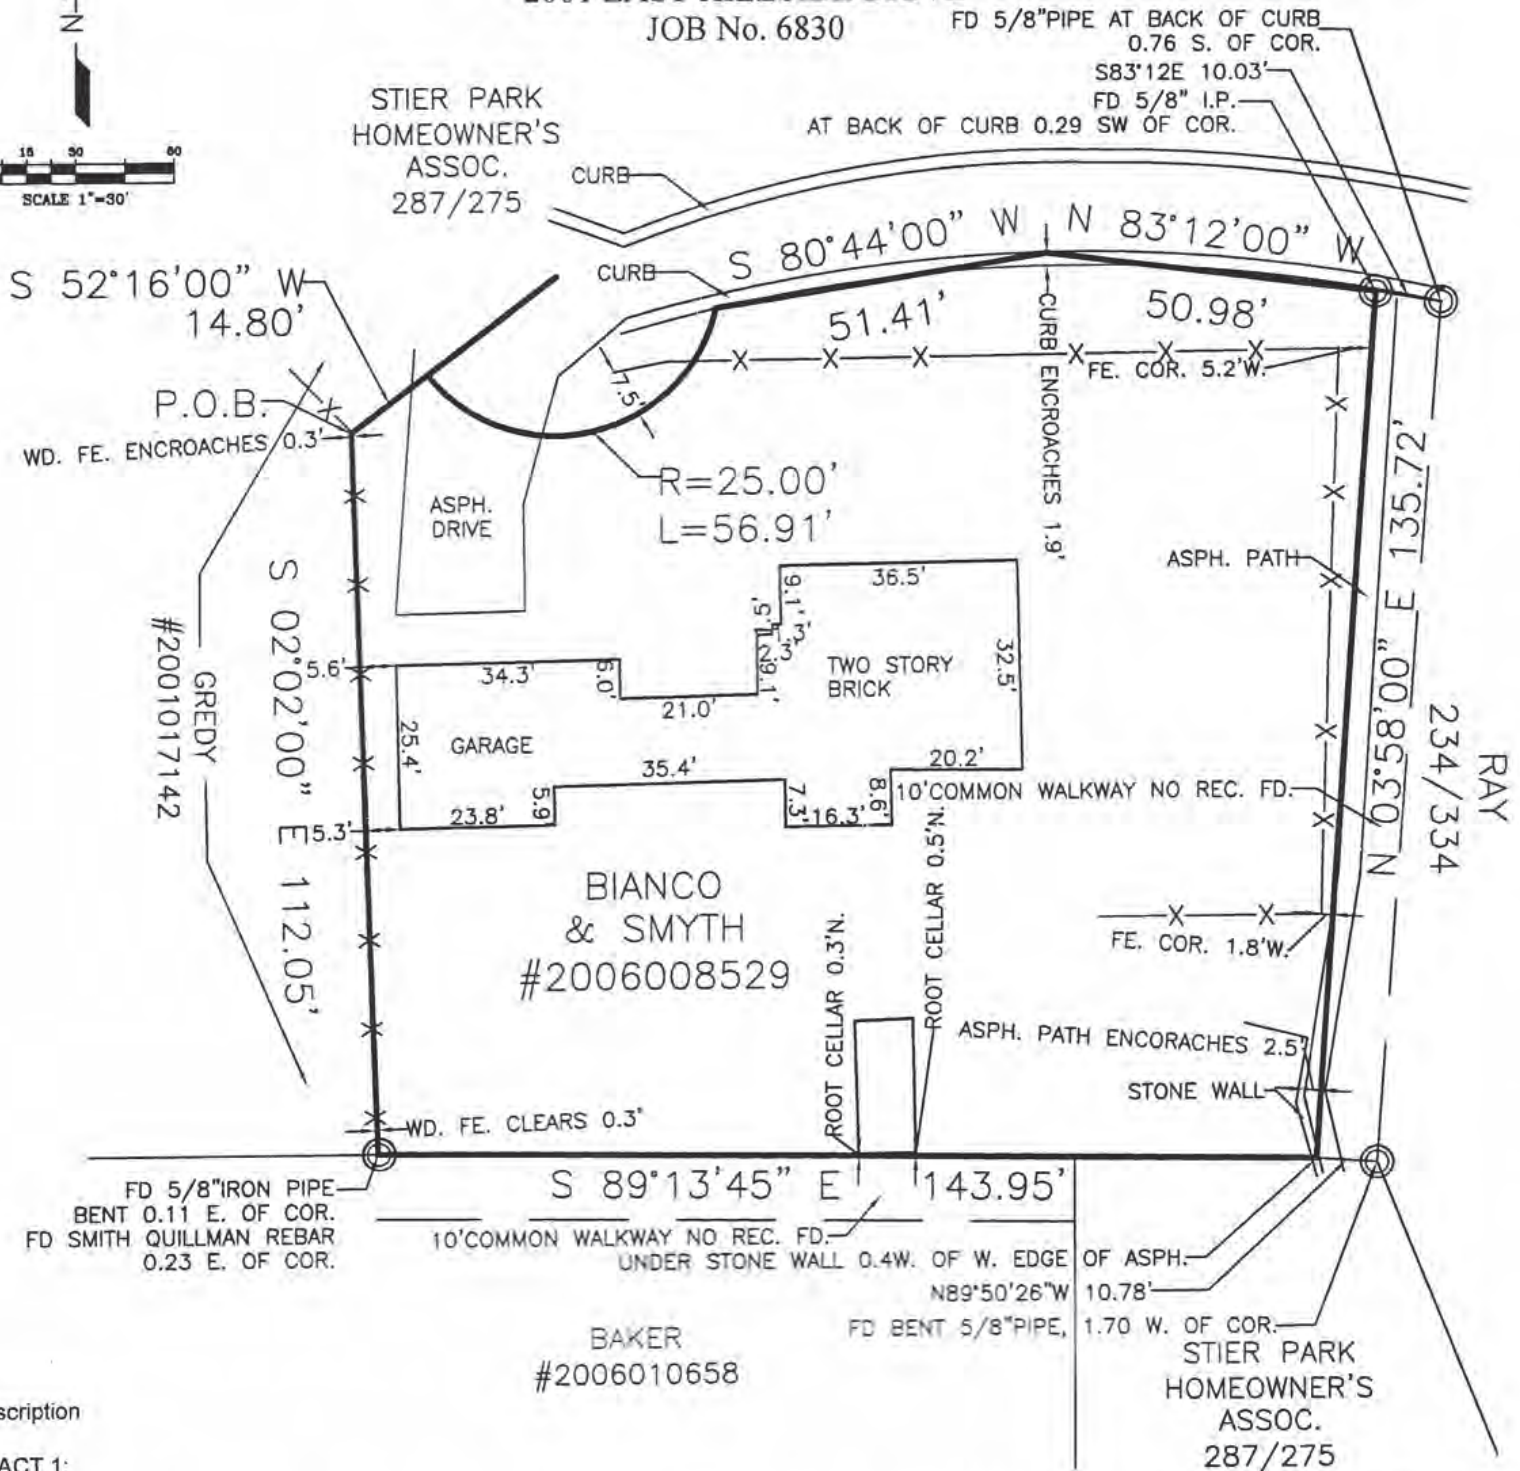 JOB No. 6830
N
15 30 60
SCALE 1"=30'
FD 5/8"PIPE AT BACK OF CURB
0.76 S. OF COR.
S83°12E 10.03'
FD 5/8" I.P.
AT BACK OF CURB 0.29 SW OF COR.
STIER PARK
HOMEOWNER'S
ASSOC.
287/275
CURB
CURB
S 80°44'00" W
N 83°12'00" W
51.41'
50.98'
S 52°16'00" W
14.80'
P.O.B.
WD. FE. ENCROACHES 0.3'
7.5'
FE. COR. 5.2'W.
CURB ENCROACHES 1.9'
R=25.00'
L=56.91'
ASPH.
DRIVE
ASPH. PATH
N 03°58'00" E 135.72'
RAY
234/334
GREDY
#2001017142
S 02°02'00" E 112.05'
36.5'
9.1'
.5'
1.3'
2.3'
9.1'
TWO STORY
BRICK
32.5'
5.6'
34.3'
6.0'
21.0'
25.4'
GARAGE
35.4'
20.2'
5.9
7.3'
16.3'
8.6'
10'COMMON WALKWAY NO REC. FD.
5.3'
23.8'
BIANCO
& SMYTH
#2006008529
ROOT CELLAR 0.3'N.
ROOT CELLAR 0.5'N.
FE. COR. 1.8'W.
ASPH. PATH ENCORACHES 2.5'
STONE WALL
WD. FE. CLEARS 0.3'
S 89°13'45" E 143.95'
FD 5/8"IRON PIPE
BENT 0.11 E. OF COR.
FD SMITH QUILLMAN REBAR
0.23 E. OF COR.
10'COMMON WALKWAY NO REC. FD.
UNDER STONE WALL 0.4W. OF W. EDGE OF ASPH.
N89°50'26"W 10.78'
FD BENT 5/8"PIPE, 1.70 W. OF COR.
BAKER
#2006010658
STIER PARK
HOMEOWNER'S
ASSOC.
287/275
scription
ACT 1: